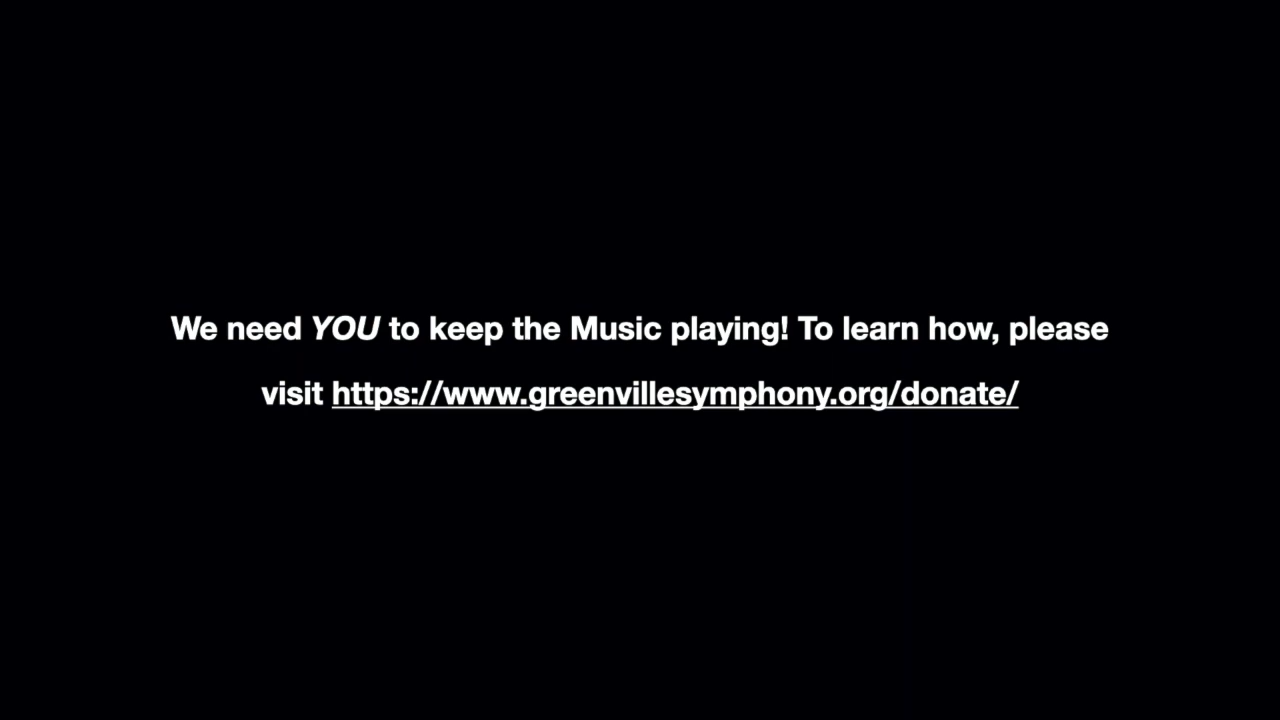 We need YOU to keep the Music playing! To learn how, please
visit https://www.greenvillesymphony.org/donate/